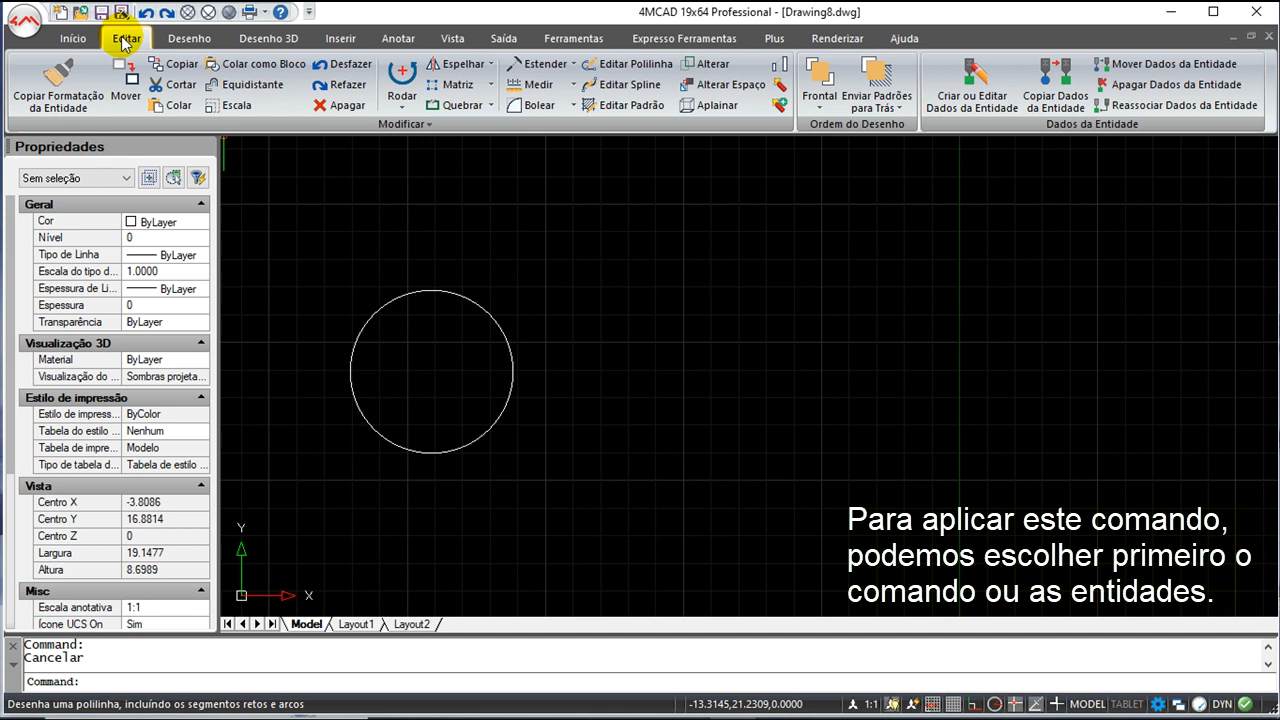 4MCAD 19x64 Professional - [Drawing8.dwg]
Início Editar Desenho Desenho 3D Inserir Anotar Vista Saída Ferramentas Expresso Ferramentas Plus Renderizar Ajuda
Copiar Formatação da Entidade
Mover
Copiar
Cortar
Colar
Colar como Bloco
Equidistante
Escala
Desfazer
Refazer
Apagar
Rodar
Espelhar
Matriz
Quebrar
Estender
Medir
Bolear
Editar Polilinha
Editar Spline
Editar Padrão
Alterar
Alterar Espaço
Aplainar
Modificar
Frontal
Enviar Padrões para Trás
Ordem do Desenho
Criar ou Editar Dados da Entidade
Copiar Dados da Entidade
Mover Dados da Entidade
Apagar Dados da Entidade
Reassociar Dados da Entidade
Dados da Entidade
Propriedades
Sem seleção
Geral
Cor ByLayer
Nível 0
Tipo de Linha ByLayer
Escala do tipo d... 1.0000
Espessura de Li... ByLayer
Espessura 0
Transparência ByLayer
Visualização 3D
Material ByLayer
Visualização do Sombras projeta...
Estilo de impressão
Estilo de impress... ByColor
Tabela do estilo Nenhum
Tabela de impre... Modelo
Tipo de tabela d... Tabela de estilo ...
Vista
Centro X -3.8086
Centro Y 16.8814
Centro Z 0
Largura 19.1477
Altura 8.6989
Misc
Escala anotativa 1:1
Ícone UCS On Sim
Y
X
Para aplicar este comando,
podemos escolher primeiro o
comando ou as entidades.
Model Layout1 Layout2
Command:
Cancelar
Command:
Desenha uma polilinha, incluíndo os segmentos retos e arcos
-13.3145,21.2309,0.0000 1:1 MODEL TABLET DYN